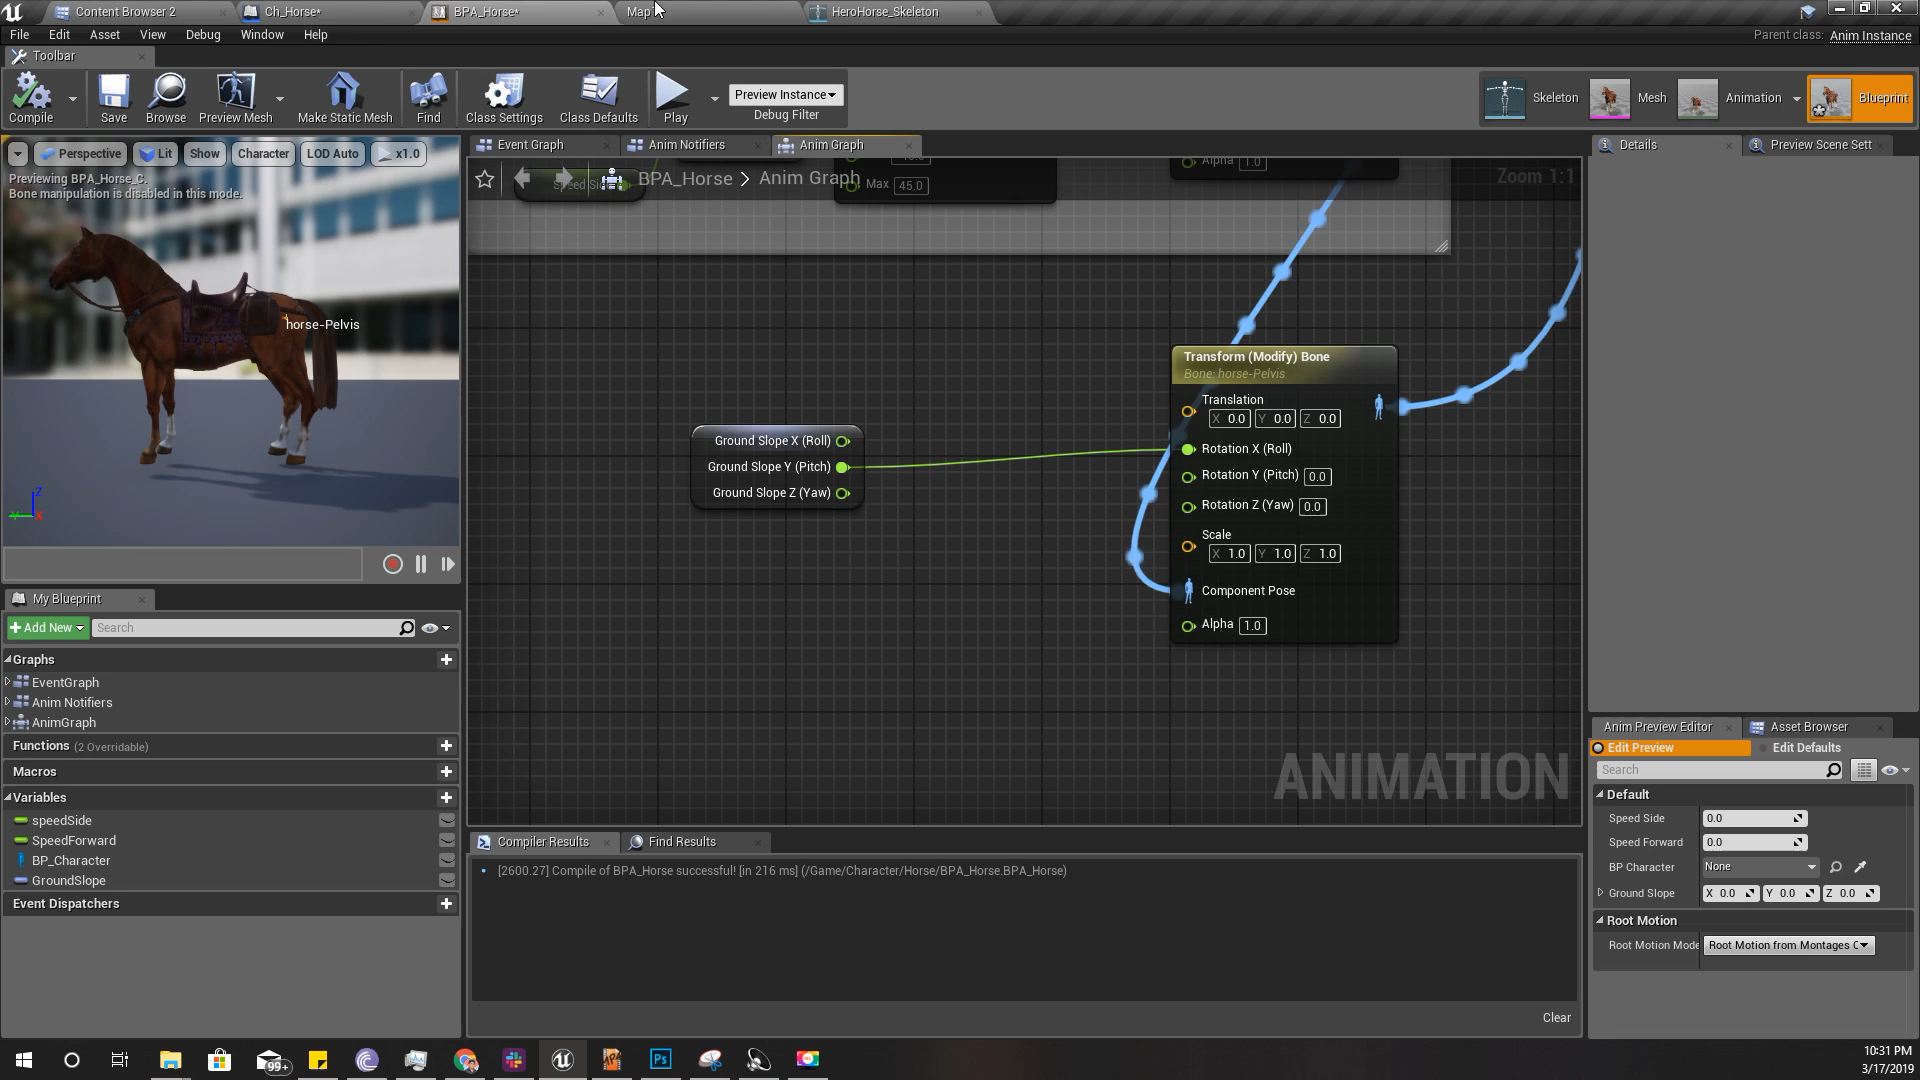 Content Browser 2
Ch_Horse*
BPA_Horse*
Map
HeroHorse_Skeleton
File Edit Asset View Debug Window Help
Parent class: Anim Instance
Toolbar
Compile Save Browse Preview Mesh Make Static Mesh Find Class Settings Class Defaults Play
Preview Instance
Debug Filter
Skeleton Mesh Animation Blueprint
Perspective Lit Show Character LOD Auto x1.0
Previewing BPA_Horse_C.
Bone manipulation is disabled in this mode.
horse-Pelvis
Z
Y X
Event Graph
Anim Notifiers
Anim Graph
BPA_Horse > Anim Graph
Zoom 1:1
Speed Si
Max 45.0
Alpha 1.0
Transform (Modify) Bone
Bone: horse-Pelvis
Translation
X 0.0 Y 0.0 Z 0.0
Rotation X (Roll)
Rotation Y (Pitch) 0.0
Rotation Z (Yaw) 0.0
Scale
X 1.0 Y 1.0 Z 1.0
Component Pose
Alpha 1.0
Ground Slope X (Roll)
Ground Slope Y (Pitch)
Ground Slope Z (Yaw)
ANIMATION
My Blueprint
Add New
Search
Graphs
EventGraph
Anim Notifiers
AnimGraph
Functions (2 Overridable)
Macros
Variables
speedSide
SpeedForward
BP_Character
GroundSlope
Event Dispatchers
Compiler Results
Find Results
[2600.27] Compile of BPA_Horse successful! [in 216 ms] (/Game/Character/Horse/BPA_Horse.BPA_Horse)
Clear
Details
Preview Scene Sett
Anim Preview Editor
Asset Browser
Edit Preview
Edit Defaults
Search
Default
Speed Side 0.0
Speed Forward 0.0
BP Character None
Ground Slope X 0.0 Y 0.0 Z 0.0
Root Motion
Root Motion Mode Root Motion from Montages O
99+
Ps
10:31 PM
3/17/2019